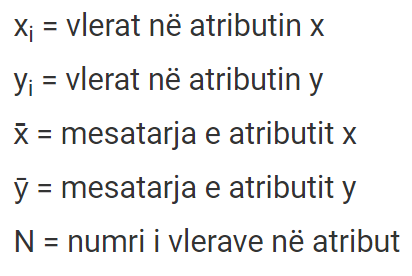 xᵢ = vlerat në atributin x
yᵢ = vlerat në atributin y
x̄ = mesatarja e atributit x
ȳ = mesatarja e atributit y
N = numri i vlerave në atribut